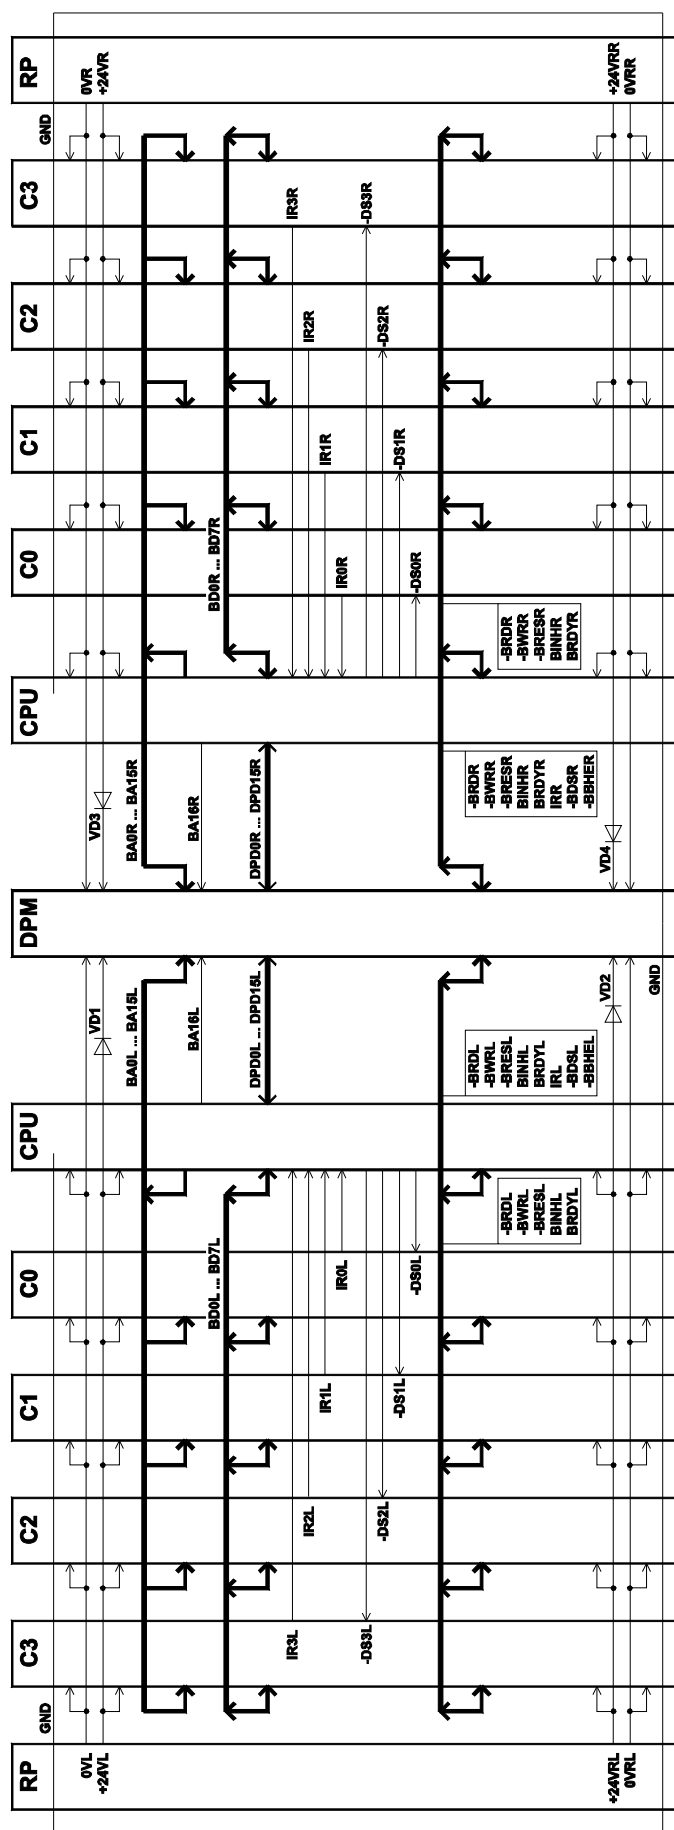 RP
0VR
+24VR
+24VRR
0VRR
GND
C3
IR3R
-DS3R
C2
IR2R
-DS2R
C1
IR1R
-DS1R
BD0R ... BD7R
C0
IR0R
-DS0R
-BRDR
-BWRR
-BRESR
BINHR
BRDYR
CPU
VD3
BA0R ... BA15R
BA16R
DPD0R ... DPD15R
-BRDR
-BWRR
-BRESR
BINHR
BRDYR
IRR
-BDSR
-BBHER
VD4
DPM
VD1
BA0L ... BA15L
BA16L
DPD0L ... DPD15L
-BRDL
-BWRL
-BRESL
BINHL
BRDYL
IRL
-BDSL
-BBHEL
VD2
GND
CPU
BD0L ... BD7L
-BRDL
-BWRL
-BRESL
BINHL
BRDYL
C0
IR0L
-DS0L
C1
IR1L
-DS1L
C2
IR2L
-DS2L
C3
IR3L
-DS3L
GND
RP
0VL
+24VL
+24VRL
0VRL